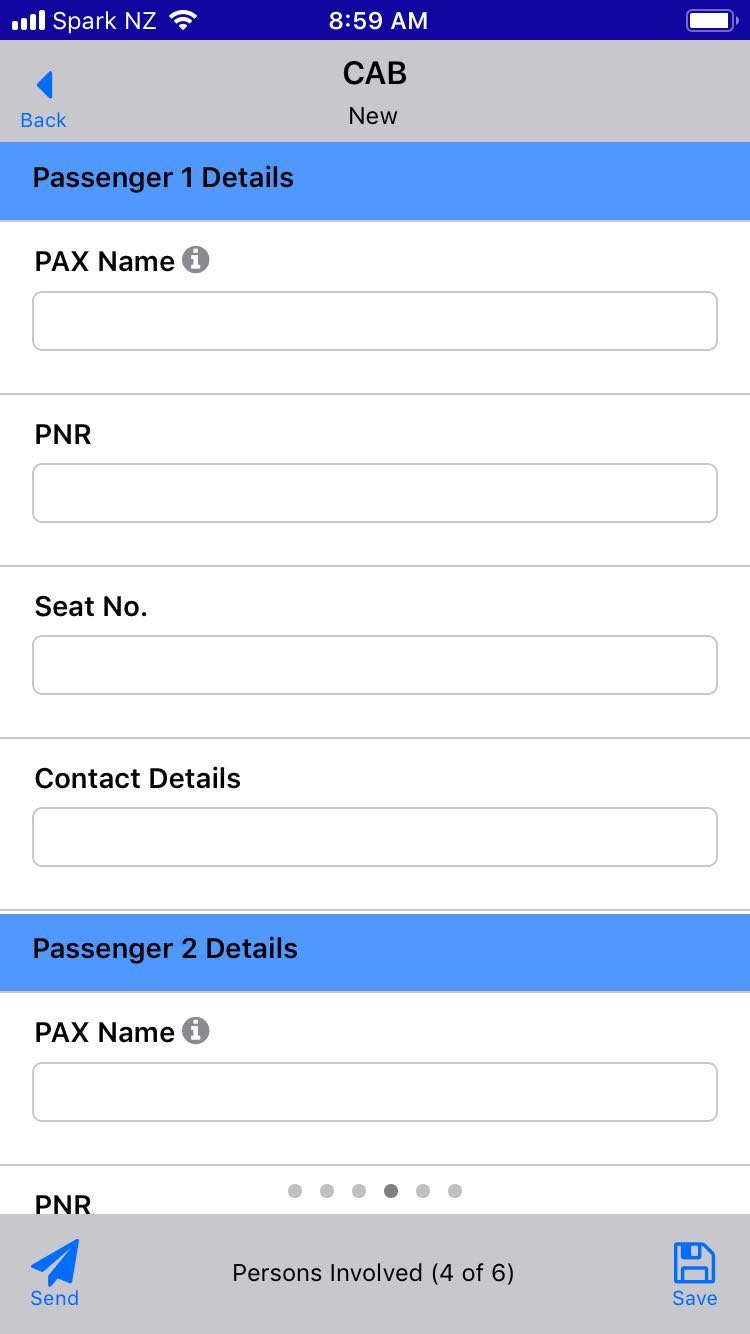 Spark NZ 8:59 AM
CAB
Back
New
Passenger 1 Details
PAX Name
PNR
Seat No.
Contact Details
Passenger 2 Details
PAX Name
PNR
Persons Involved (4 of 6)
Send
Save